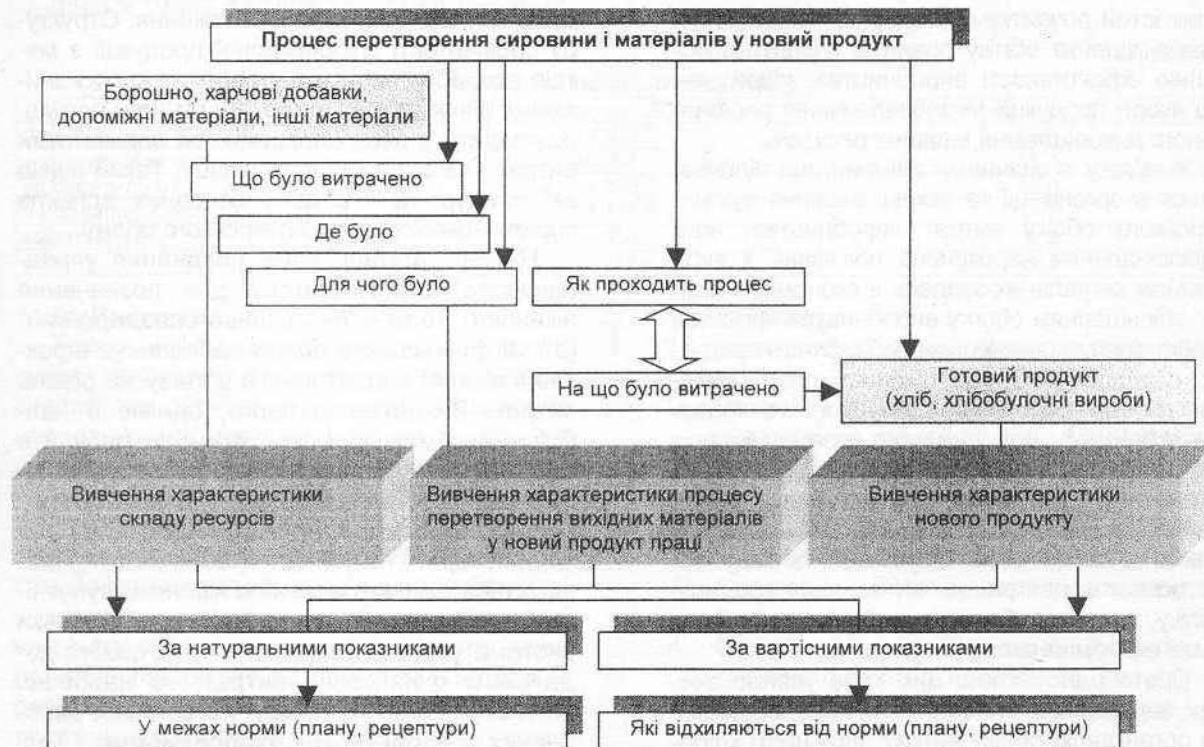 Процес перетворення сировини і матеріалів у новий продукт
Борошно, харчові добавки,
допоміжні матеріали, інші матеріали
Що було витрачено
Де було
Для чого було
Як проходить процес
На що було витрачено
Готовий продукт
(хліб, хлібобулочні вироби)
Вивчення характеристики
складу ресурсів
Вивчення характеристики процесу
перетворення вихідних матеріалів
у новий продукт праці
Вивчення характеристики
нового продукту
За натуральними показниками
За вартісними показниками
У межах норми (плану, рецептури)
Які відхиляються від норми (плану, рецептури)